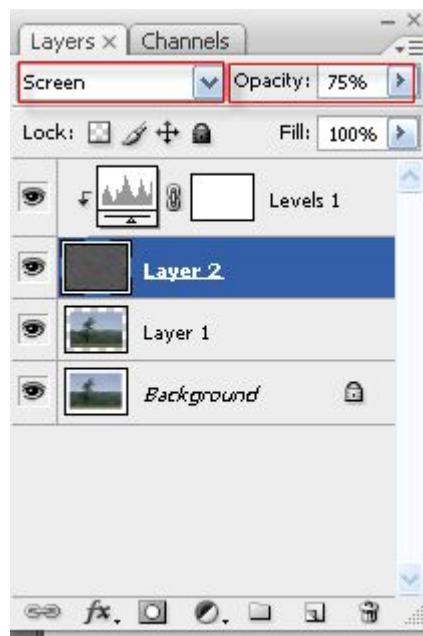 Layers × Channels
Screen Opacity: 75%
Lock: Fill: 100%
Levels 1
Layer 2
Layer 1
Background
fx.